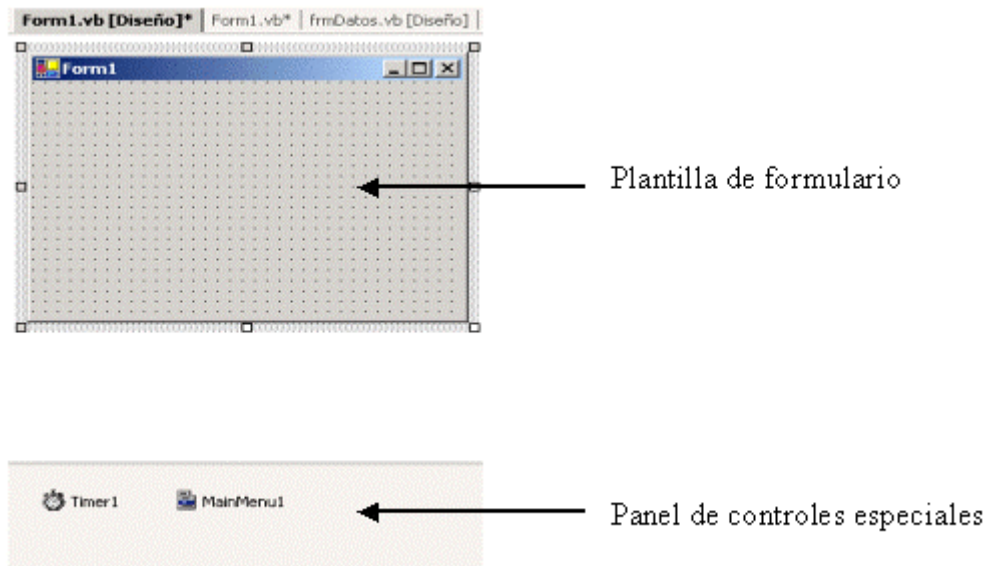 Form1.vb [Diseño]* Form1.vb* frmDatos.vb [Diseño]
Form1
Plantilla de formulario
Timer1 MainMenu1
Panel de controles especiales